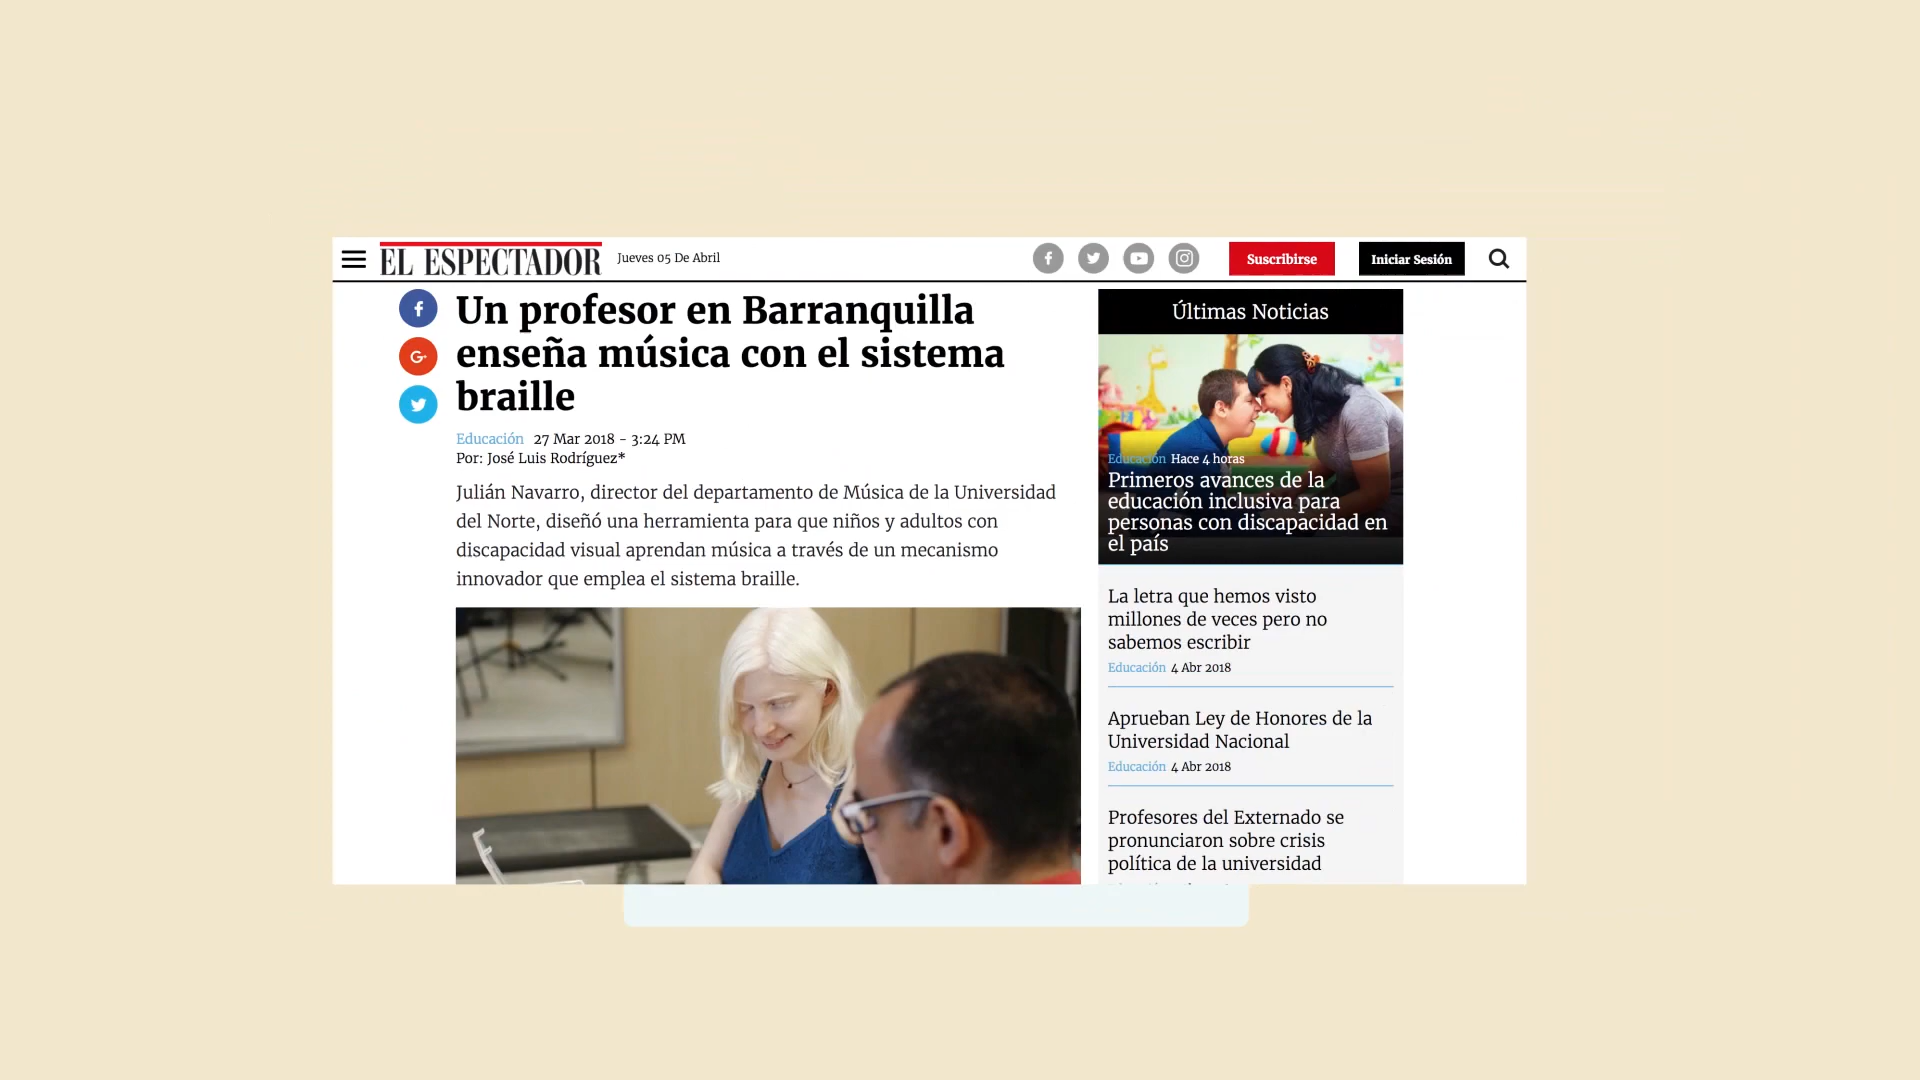 EL ESPECTADOR
Jueves 05 De Abril
Suscribirse
Iniciar Sesión
Un profesor en Barranquilla
enseña música con el sistema
braille
Educación 27 Mar 2018 - 3:24 PM
Por: José Luis Rodríguez*
Julián Navarro, director del departamento de Música de la Universidad
del Norte, diseñó una herramienta para que niños y adultos con
discapacidad visual aprendan música a través de un mecanismo
innovador que emplea el sistema braille.
Últimas Noticias
Educación Hace 4 horas
Primeros avances de la
educación inclusiva para
personas con discapacidad en
el país
La letra que hemos visto
millones de veces pero no
sabemos escribir
Educación 4 Abr 2018
Aprueban Ley de Honores de la
Universidad Nacional
Educación 4 Abr 2018
Profesores del Externado se
pronunciaron sobre crisis
política de la universidad